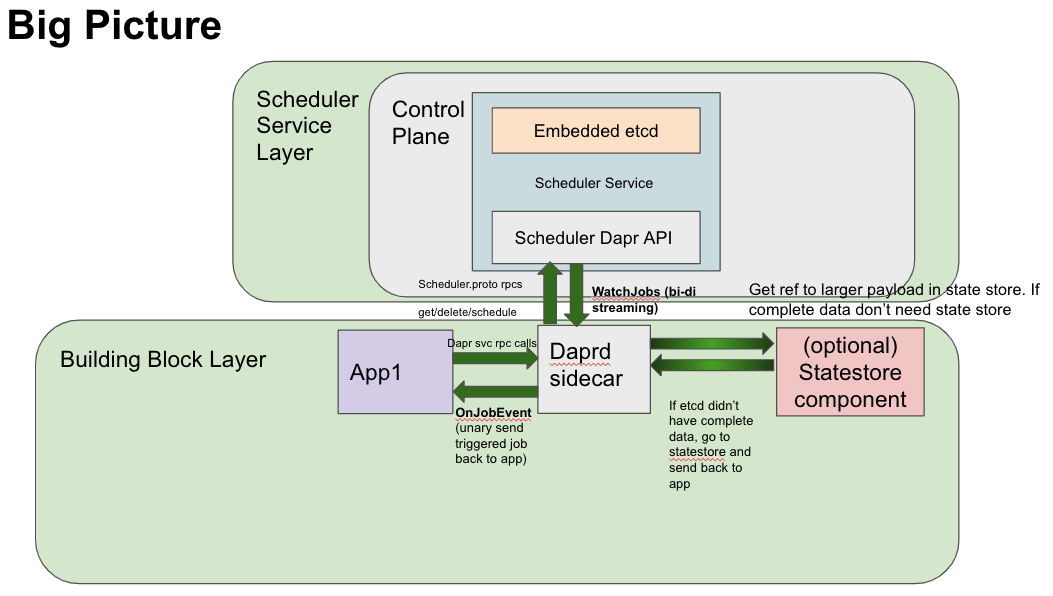 Big Picture
Scheduler
Service
Layer
Control
Plane
Embedded etcd
Scheduler Service
Scheduler Dapr API
Scheduler.proto rpcs
get/delete/schedule
WatchJobs (bi-di
streaming)
Get ref to larger payload in state store. If
complete data don't need state store
Building Block Layer
App1
Dapr svc rpc calls
OnJobEvent
(unary send
triggered job
back to app)
Daprd
sidecar
If etcd didn't
have complete
data, go to
statestore and
send back to
app
(optional)
Statestore
component